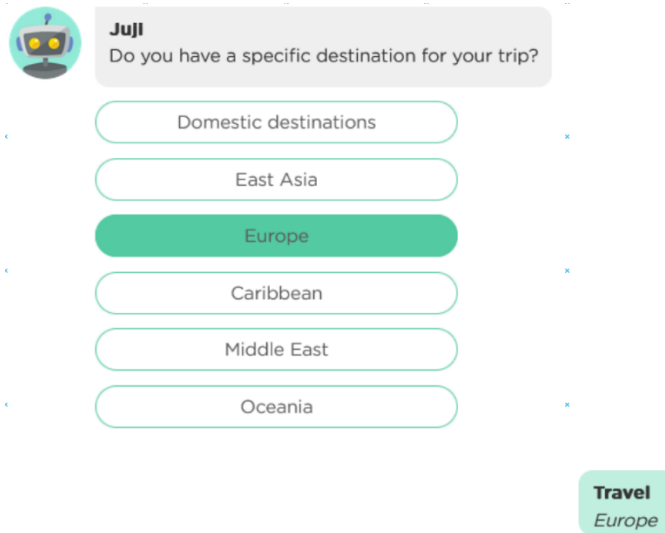 JuJI
Do you have a specific destination for your trip?
Domestic destinations
East Asia
Europe
Caribbean
Middle East
Oceania
Travel
Europe